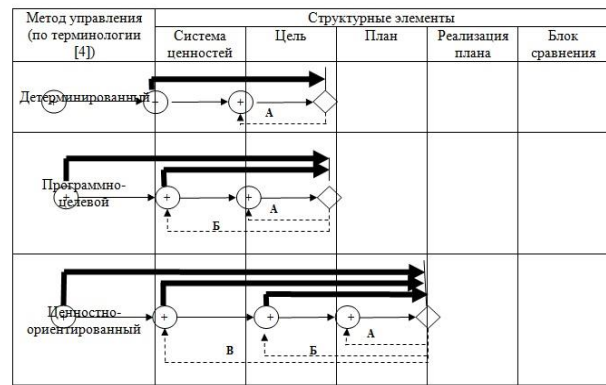 Метод управления
(по терминологии
[4])
Структурные элементы
Система
ценностей
Цель
План
Реализация
плана
Блок
сравнения
Детерминированный
+
+
+
А
Программно-
целевой
+
+
+
А
Б
Ценностно-
ориентированный
+
+
+
+
А
Б
В